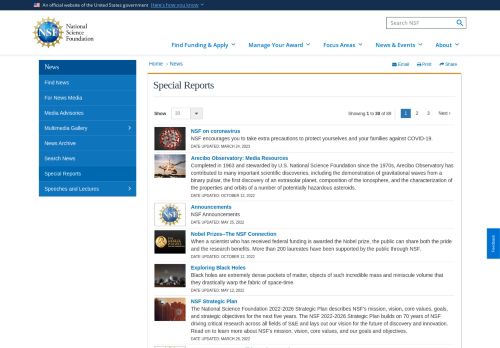 An official website of the United States government Here's how you know
National
Science
Foundation
Search NSF
Find Funding & Apply
Manage Your Award
Focus Areas
News & Events
About
News
Find News
For News Media
Media Advisories
Multimedia Gallery
News Archive
Search News
Special Reports
Speeches and Lectures
Home › News
Email Print Share
Special Reports
Show 30 Showing 1 to 30 of 88 1 2 3 Next ›
NSF on coronavirus
NSF encourages you to take extra precautions to protect yourselves and your families against COVID-19.
Arecibo Observatory: Media Resources
Completed in 1963 and stewarded by U.S. National Science Foundation since the 1970s, Arecibo Observatory has
contributed to many important scientific discoveries, including the demonstration of gravitational waves from a
binary pulsar, the first discovery of an extrasolar planet, composition of the ionosphere, and the characterization of
the properties and orbits of a number of potentially hazardous asteroids.
DATE UPDATED: OCTOBER 12, 2022
Announcements
NSF Announcements
DATE UPDATED: MAY 25, 2022
Nobel Prizes–The NSF Connection
When a scientist who has received federal funding is awarded the Nobel prize, the public can share both the pride
and the research benefits. More than 200 laureates have been supported by the public through NSF.
DATE UPDATED: OCTOBER 12, 2022
Exploring Black Holes
Black holes are extremely dense pockets of matter, objects of such incredible mass and miniscule volume that
they drastically warp the fabric of space-time.
DATE UPDATED: MAY 12, 2022
NSF Strategic Plan
The National Science Foundation 2022-2026 Strategic Plan describes NSF's mission, vision, core values, goals,
and strategic objectives for the next five years. The NSF 2022-2026 Strategic Plan builds on 70 years of NSF
driving critical research across all fields of S&E and lays out our vision for the future of discovery and innovation.
Read on to learn more about NSF's mission, vision, core values, and our goals and objectives.
Feedback